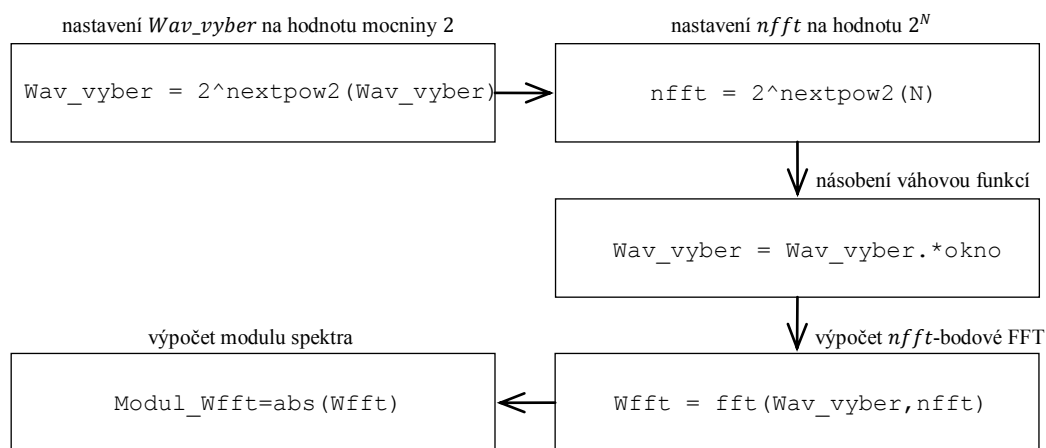 nastavení Wav_vyber na hodnotu mocniny 2
Wav_vyber = 2^nextpow2(Wav_vyber)
nastavení nfft na hodnotu 2^N
nfft = 2^nextpow2(N)
násobení váhovou funkcí
Wav_vyber = Wav_vyber.*okno
výpočet nfft-bodové FFT
Wfft = fft(Wav_vyber,nfft)
výpočet modulu spektra
Modul_Wfft=abs(Wfft)